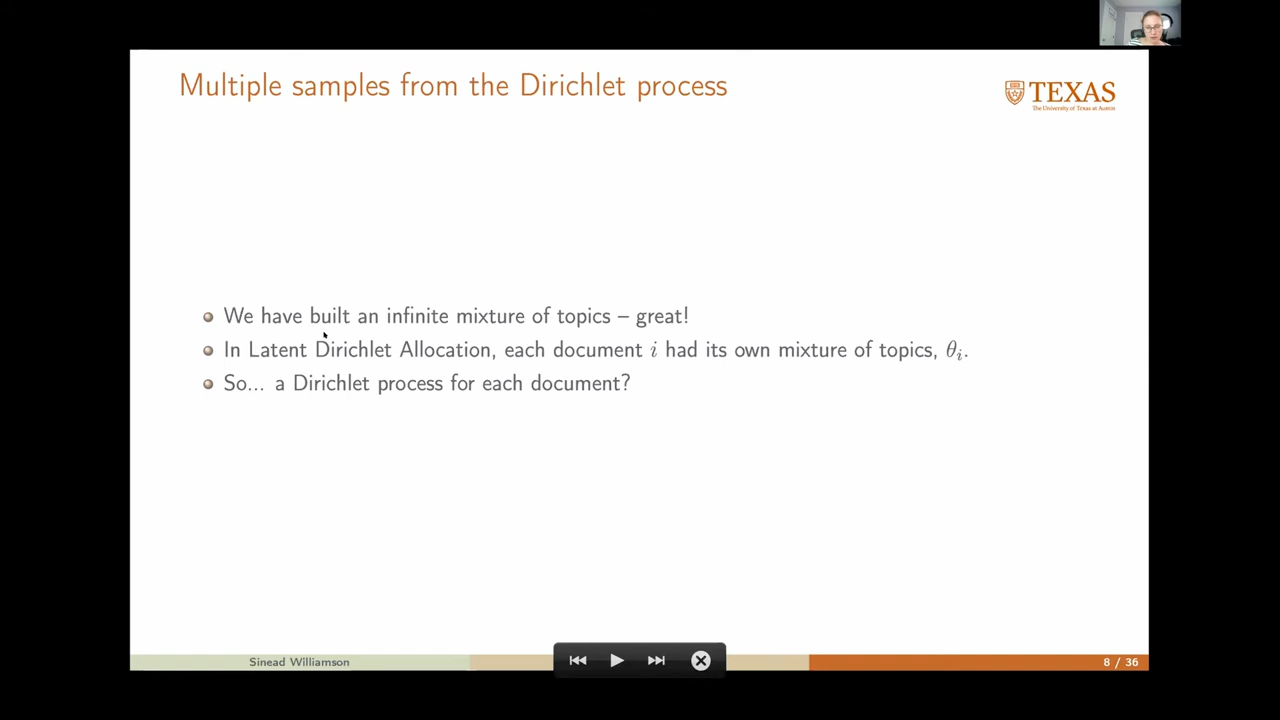 Multiple samples from the Dirichlet process
TEXAS
The University of Texas at Austin
We have built an infinite mixture of topics – great!
In Latent Dirichlet Allocation, each document i had its own mixture of topics, θᵢ.
So... a Dirichlet process for each document?
Sinead Williamson
8 / 36